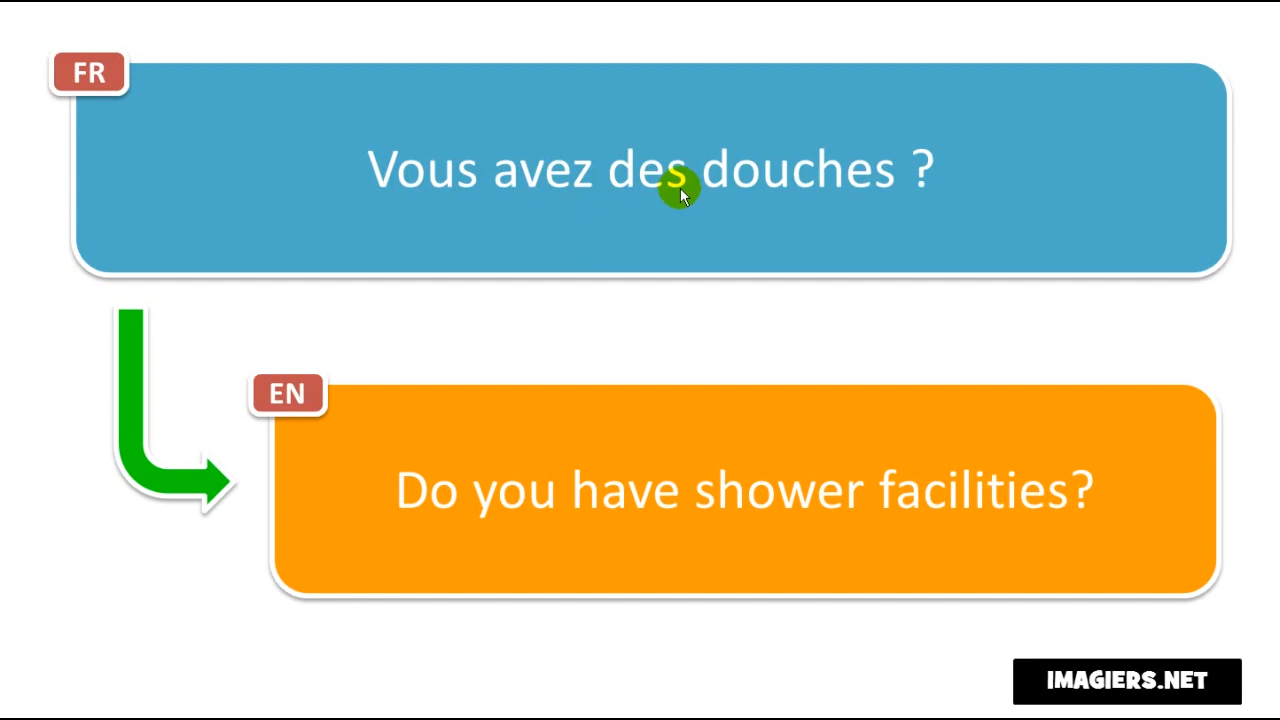 FR
Vous avez des douches ?
EN
Do you have shower facilities?
IMAGIERS.NET